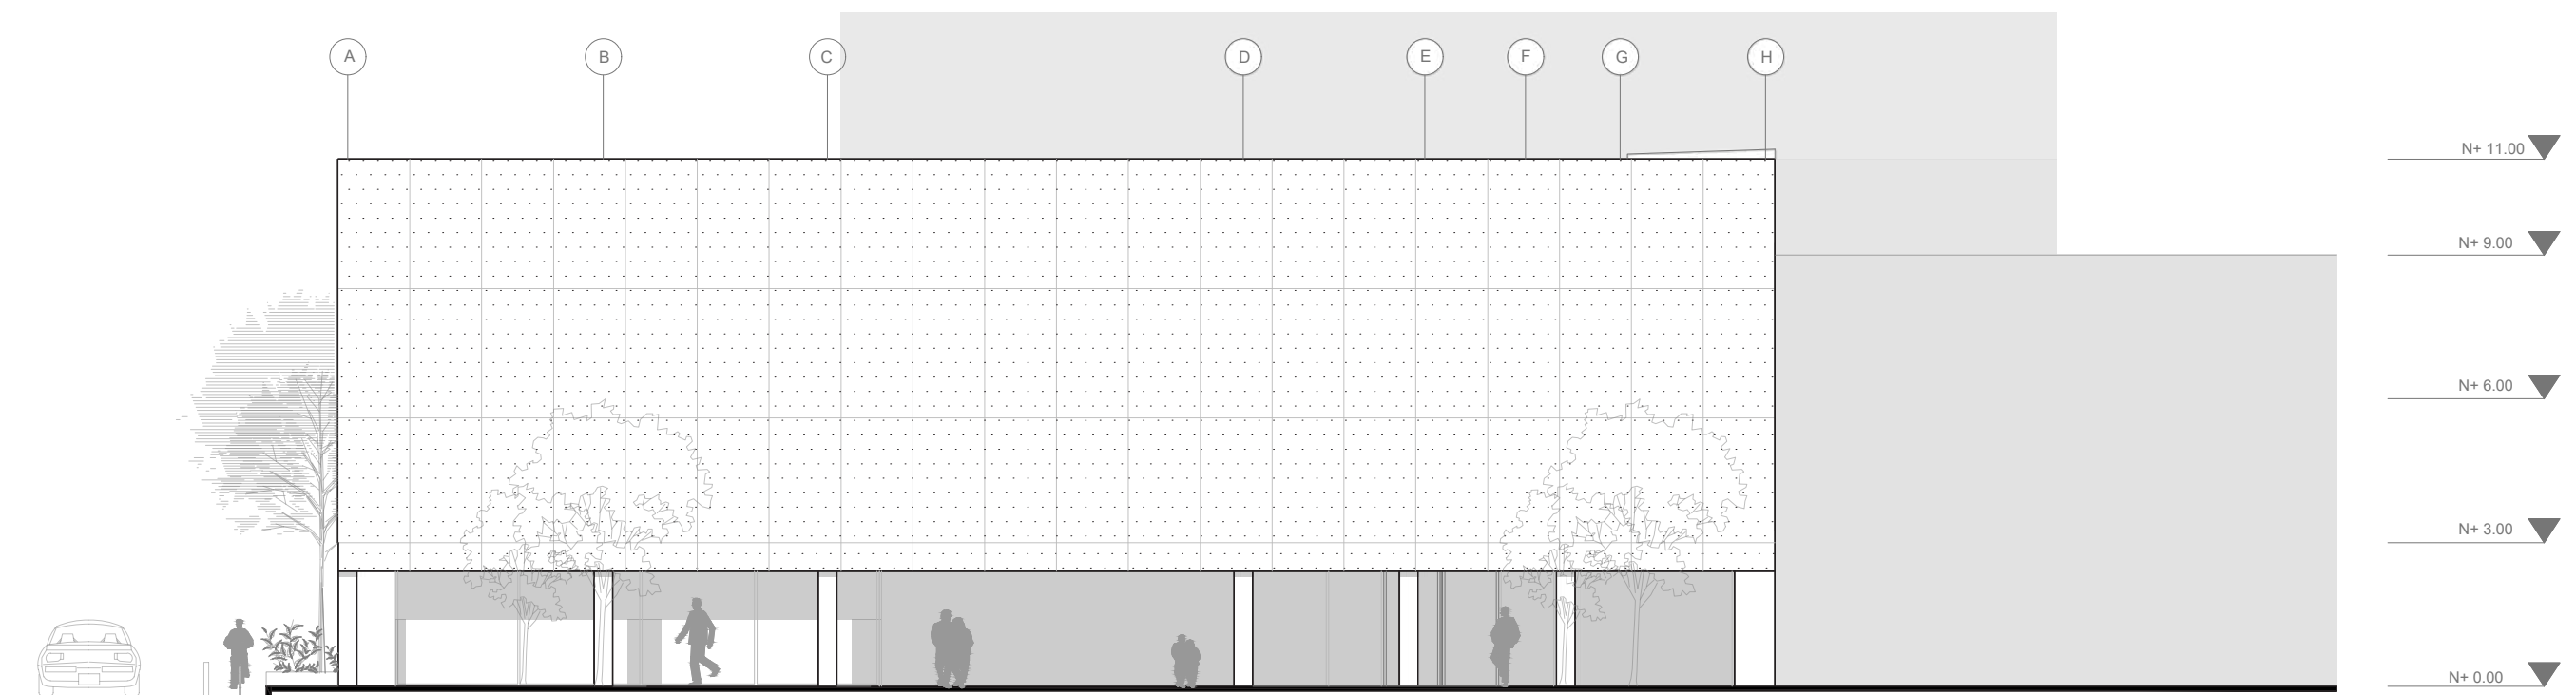 A B C D E F G H
N+ 11.00
N+ 9.00
N+ 6.00
N+ 3.00
N+ 0.00